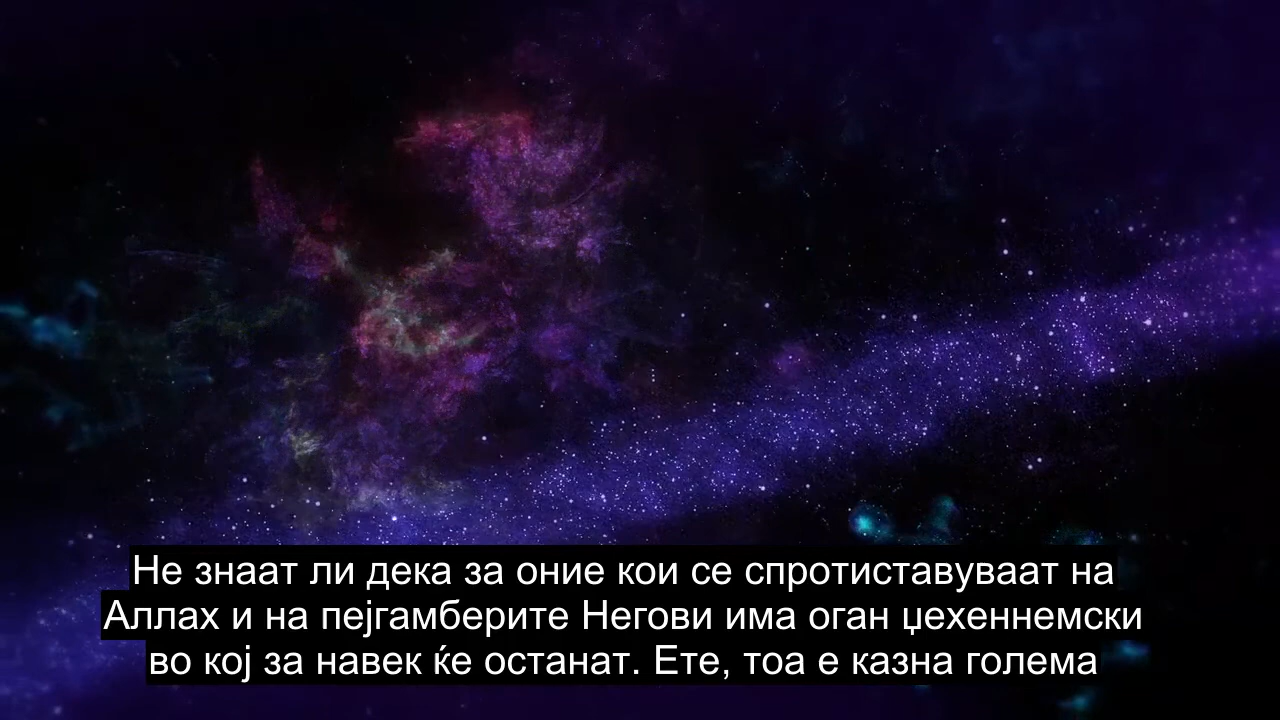 Не знаат ли дека за оние кои се спротиставуваат на
Аллах и на пејгамберите Негови има оган џехеннемски
во кој за навек ќе останат. Ете, тоа е казна голема